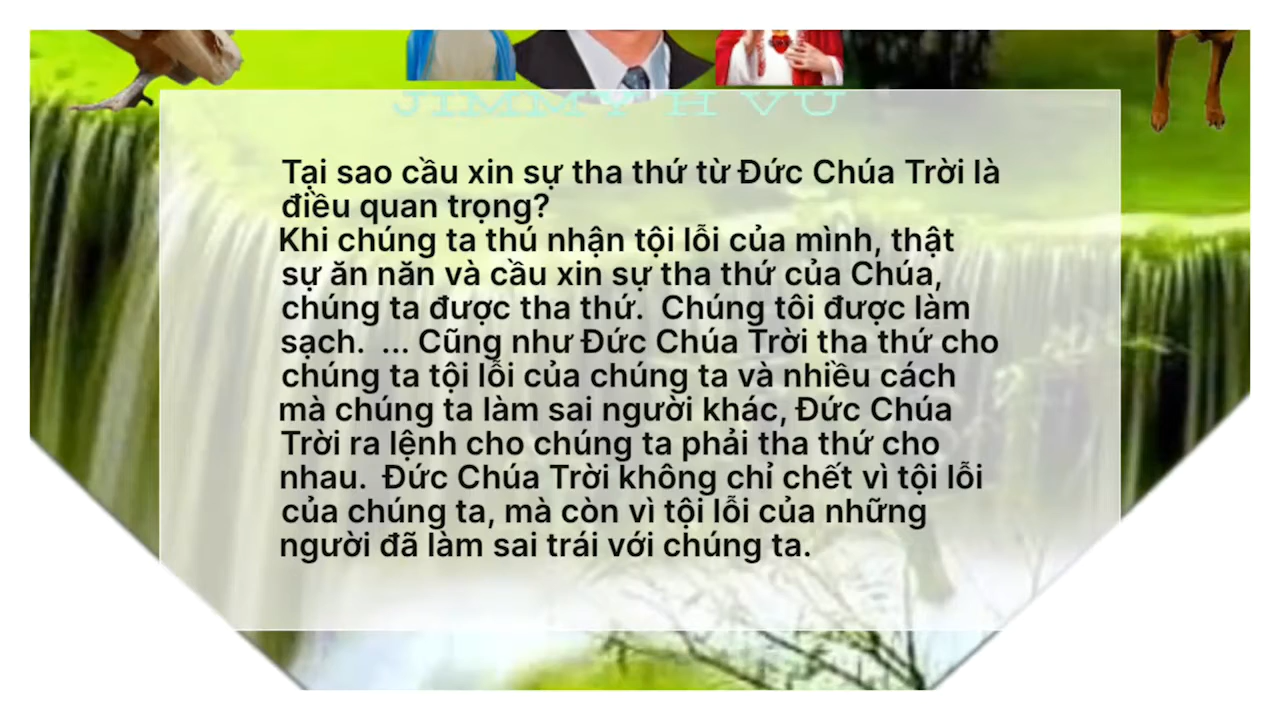 JIMMY H VU
Tại sao cầu xin sự tha thứ từ Đức Chúa Trời là
điều quan trọng?
Khi chúng ta thú nhận tội lỗi của mình, thật
sự ăn năn và cầu xin sự tha thứ của Chúa,
chúng ta được tha thứ.  Chúng tôi được làm
sạch.  ... Cũng như Đức Chúa Trời tha thứ cho
chúng ta tội lỗi của chúng ta và nhiều cách
mà chúng ta làm sai người khác, Đức Chúa
Trời ra lệnh cho chúng ta phải tha thứ cho
nhau.  Đức Chúa Trời không chỉ chết vì tội lỗi
của chúng ta, mà còn vì tội lỗi của những
người đã làm sai trái với chúng ta.